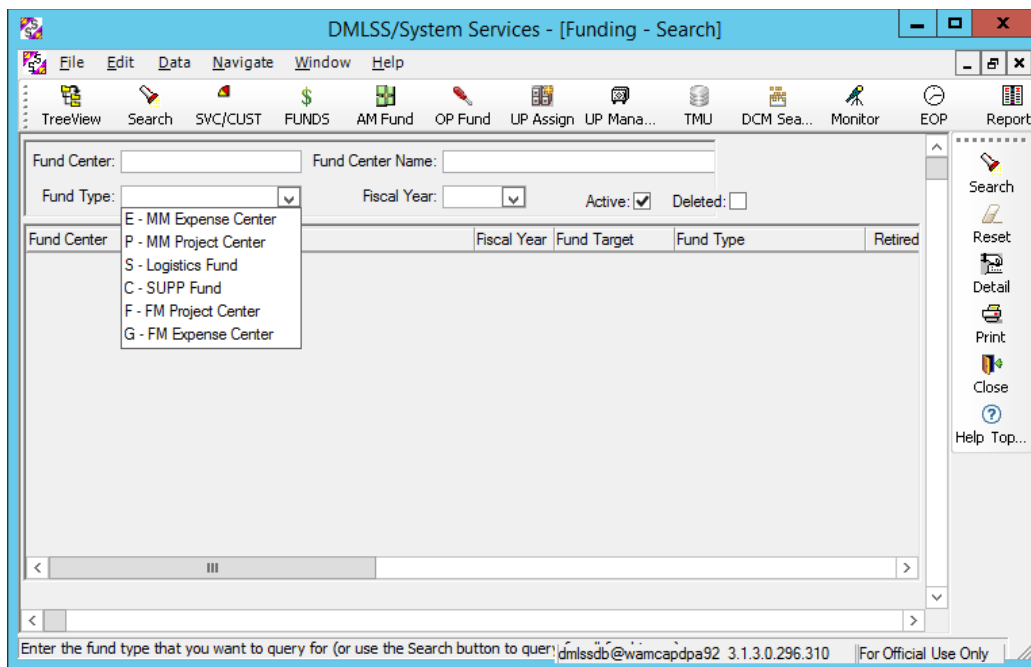 DMLSS/System Services - [Funding - Search]
File Edit Data Navigate Window Help
TreeView Search SVC/CUST FUNDS AM Fund OP Fund UP Assign UP Mana... TMU DCM Sea... Monitor EOP Report
Fund Center: Fund Center Name:
Fund Type: Fiscal Year: Active: Deleted:
Fund Center Fiscal Year Fund Target Fund Type Retired
E - MM Expense Center
P - MM Project Center
S - Logistics Fund
C - SUPP Fund
F - FM Project Center
G - FM Expense Center
Search
Reset
Detail
Print
Close
Help Top...
Enter the fund type that you want to query for (or use the Search button to query
dmlssdb@wamcapdpa92 3.1.3.0.296.310 For Official Use Only